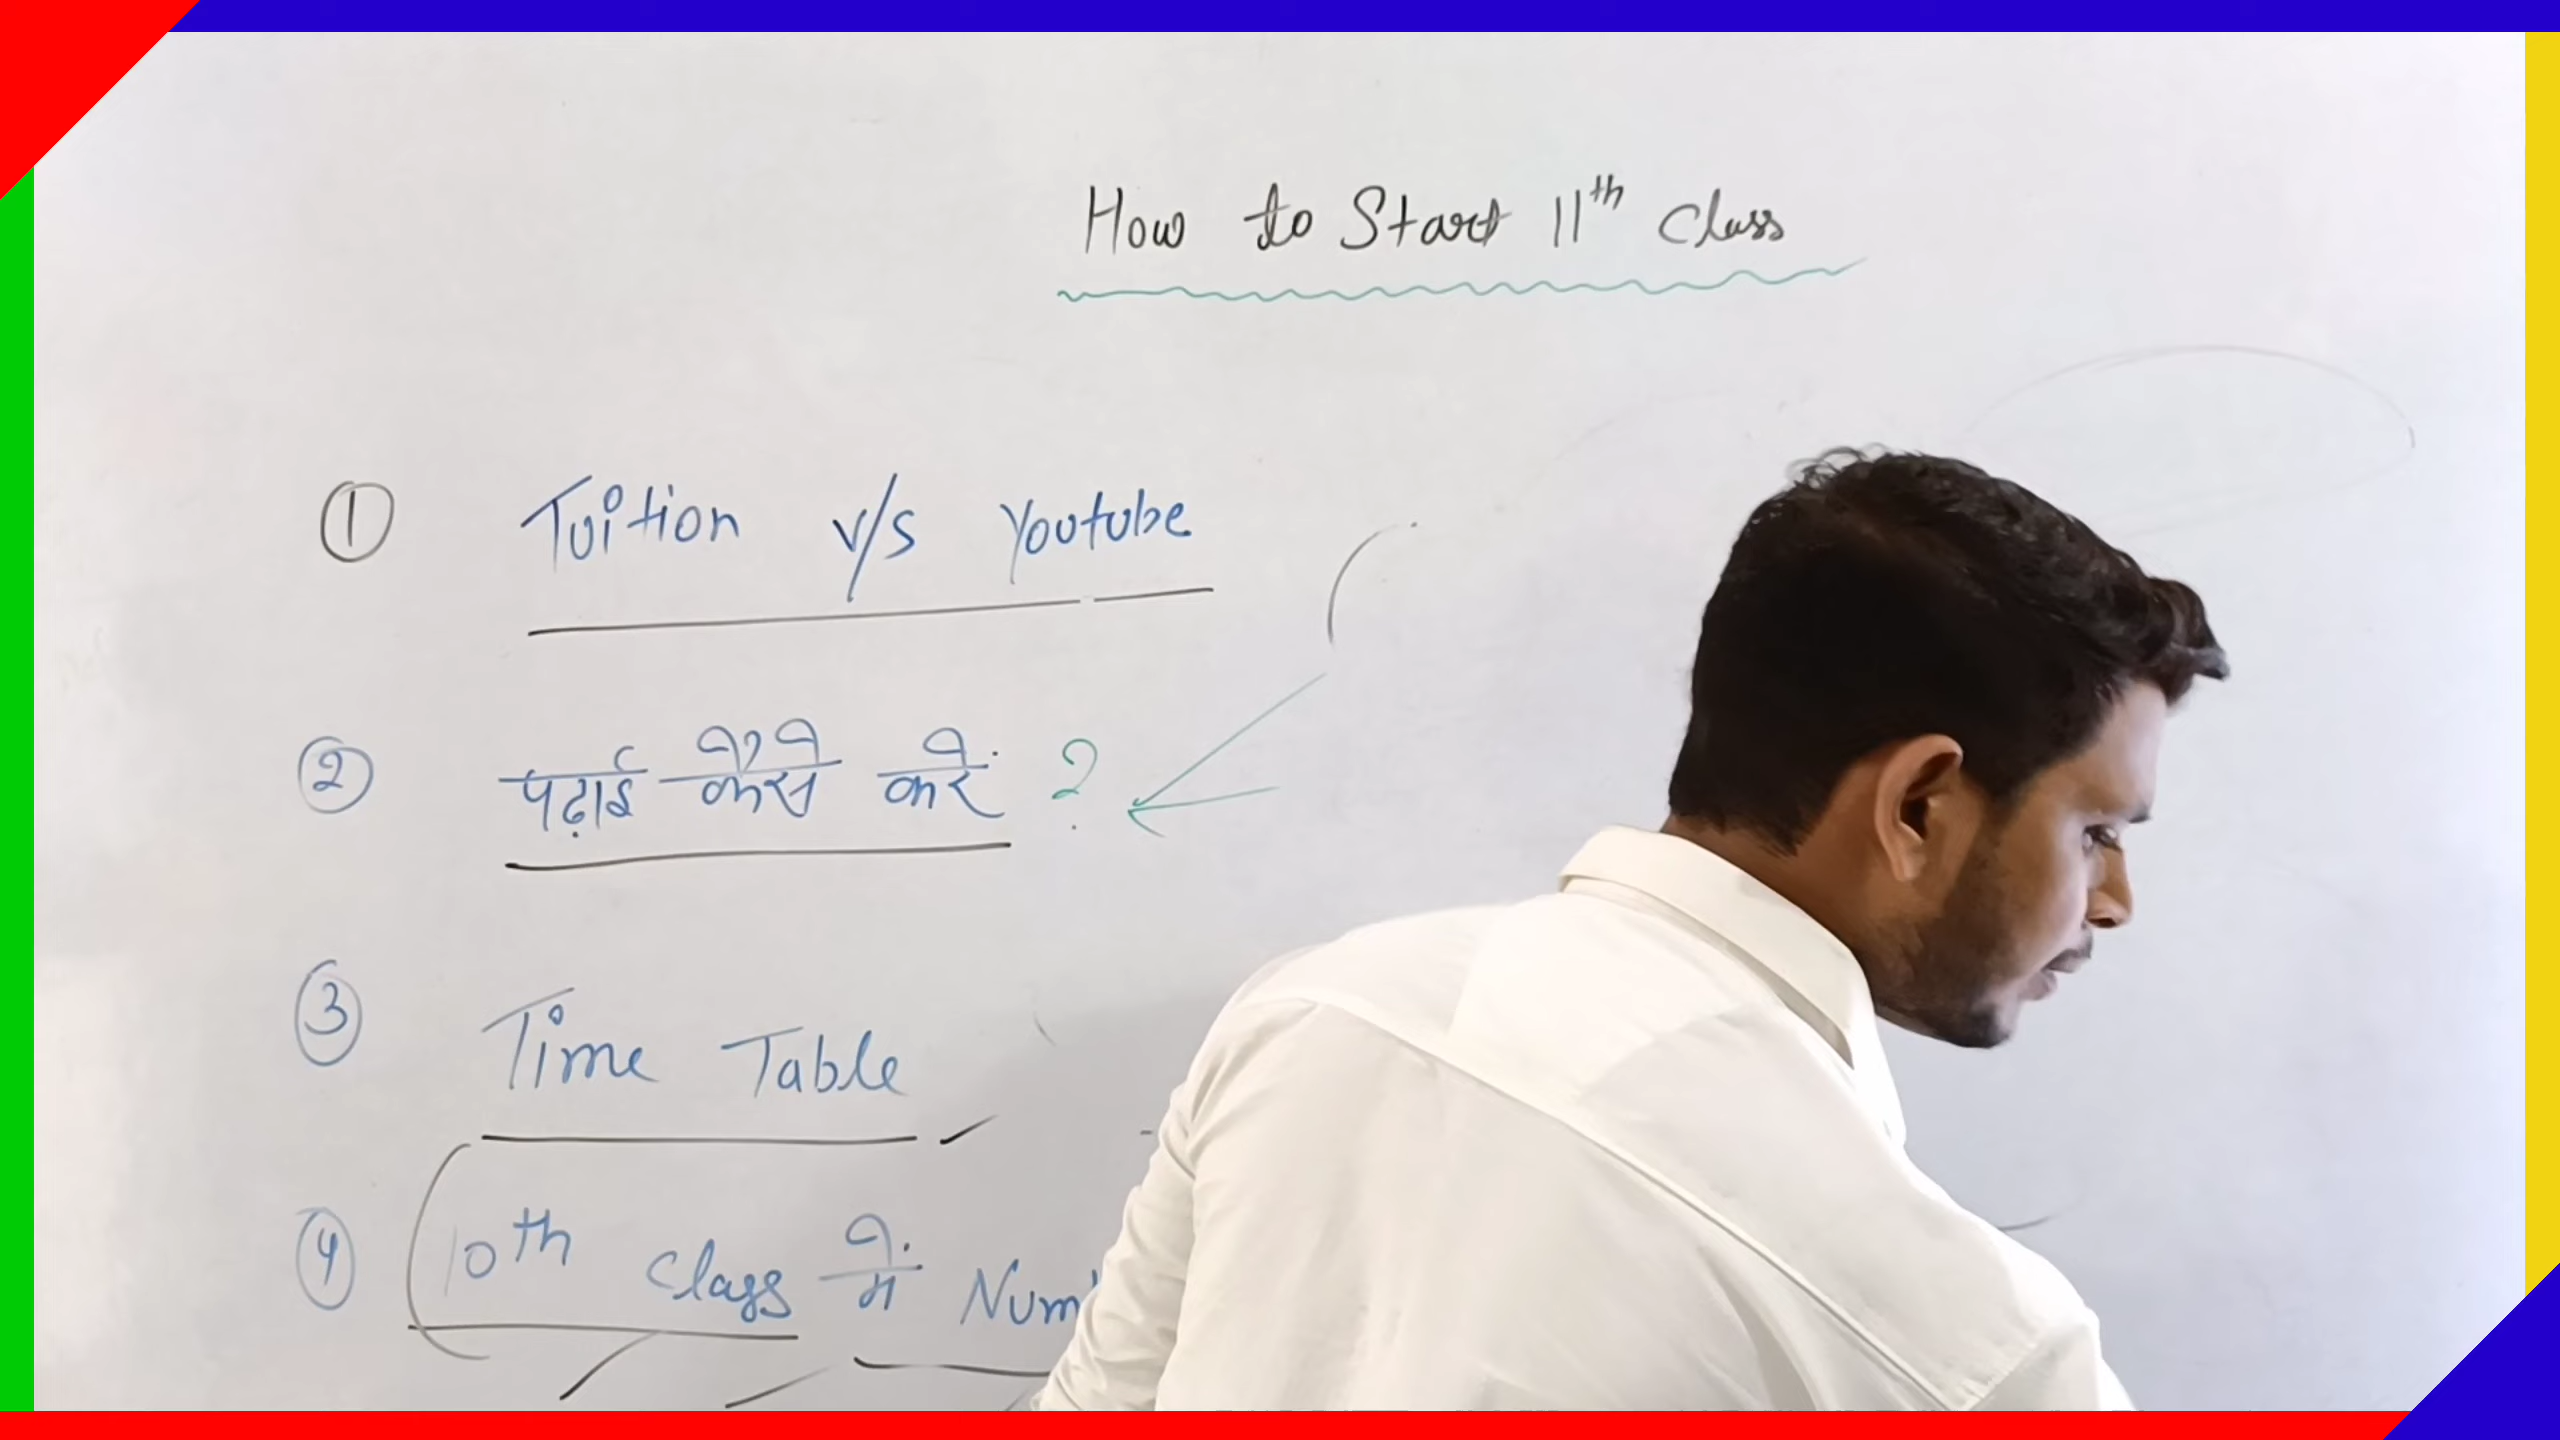 How to Start 11th Class
① Tuition v/s Youtube
② पढ़ाई कैसे करें ?
③ Time Table
④ 10th Class में